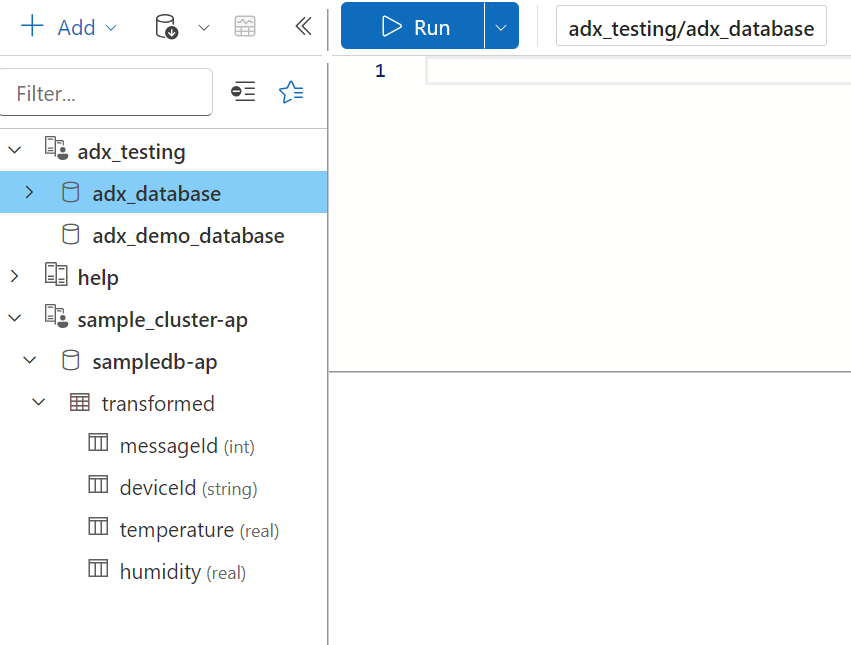 Add
Run
adx_testing/adx_database
Filter...
1
adx_testing
adx_database
adx_demo_database
help
sample_cluster-ap
sampledb-ap
transformed
messageId (int)
deviceId (string)
temperature (real)
humidity (real)